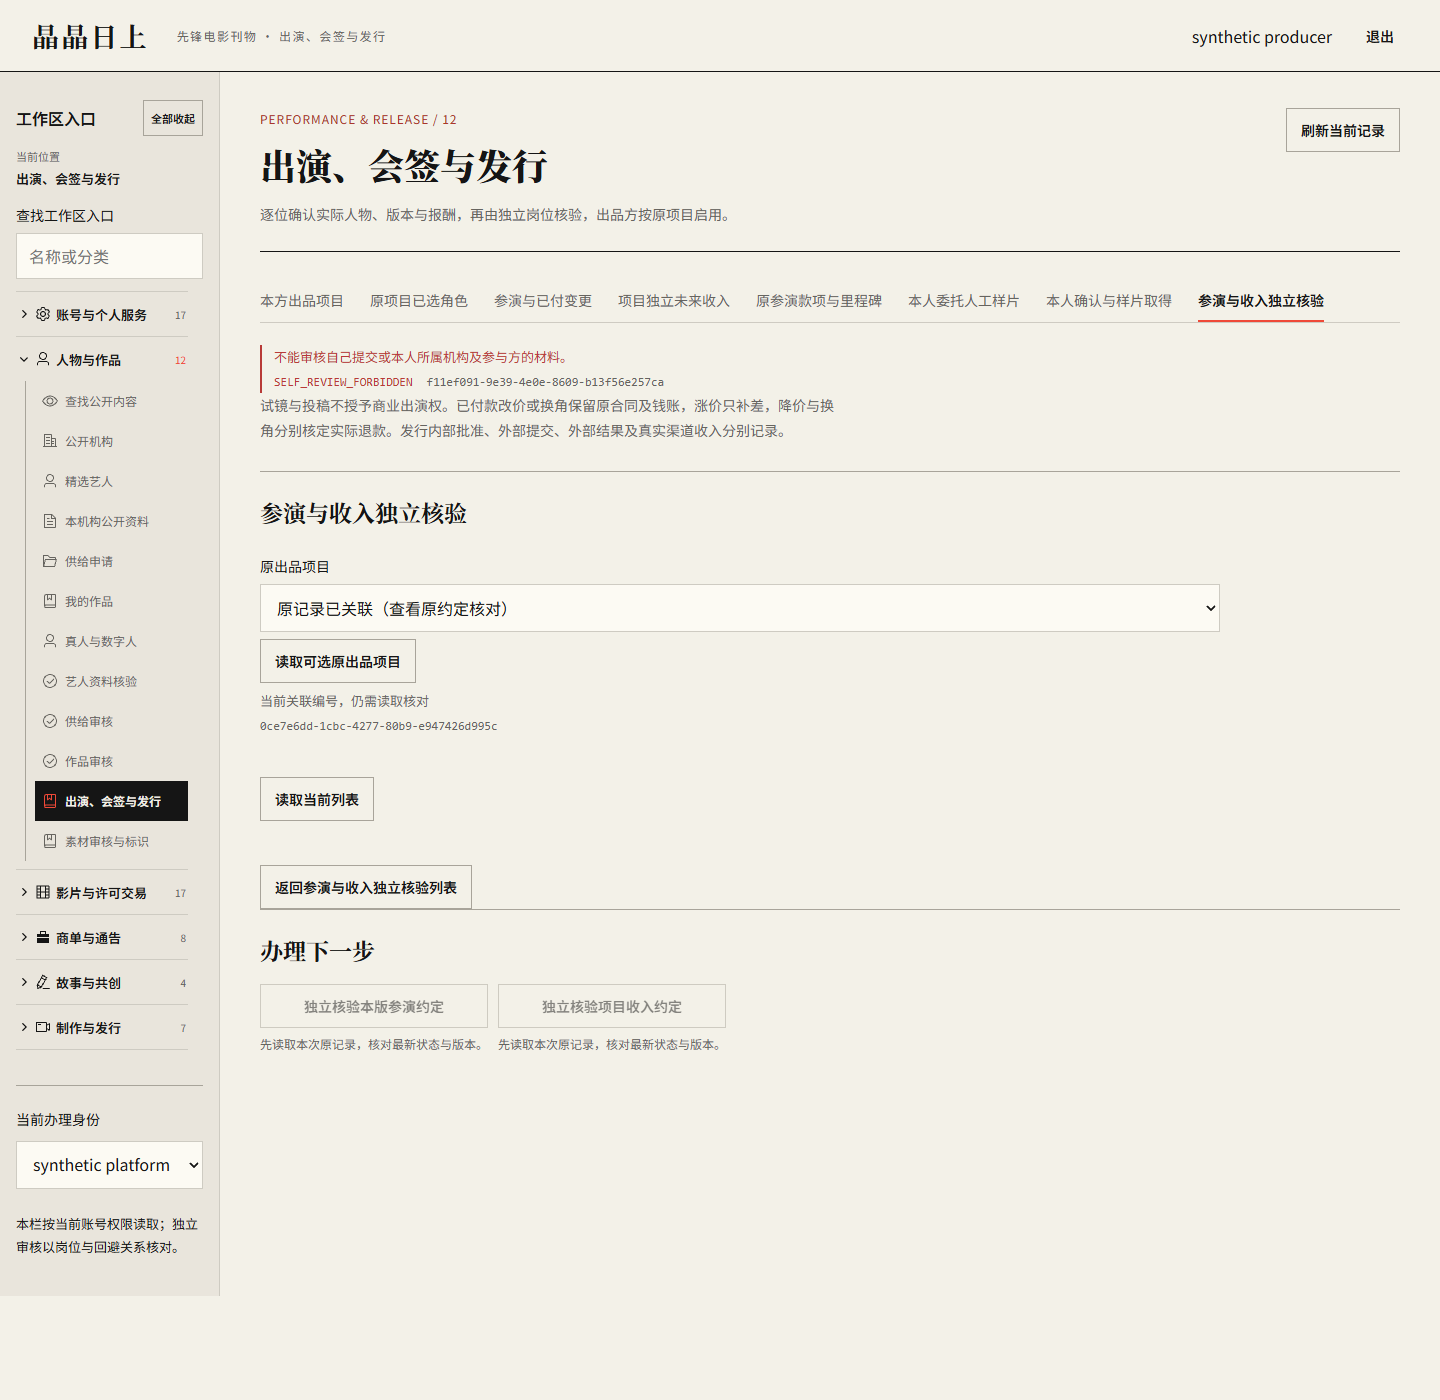 晶晶日上
先锋电影刊物 · 出演、会签与发行
synthetic producer
退出
工作区入口
全部收起
当前位置
出演、会签与发行
查找工作区入口
名称或分类
账号与个人服务 17
人物与作品 12
查找公开内容
公开机构
精选艺人
本机构公开资料
供给申请
我的作品
真人与数字人
艺人资料核验
供给审核
作品审核
出演、会签与发行
素材审核与标识
影片与许可交易 17
商单与通告 8
故事与共创 4
制作与发行 7
当前办理身份
synthetic platform
本栏按当前账号权限读取；独立
审核以岗位与回避关系核对。
PERFORMANCE & RELEASE / 12
出演、会签与发行
逐位确认实际人物、版本与报酬，再由独立岗位核验，出品方按原项目启用。
刷新当前记录
本方出品项目 原项目已选角色 参演与已付变更 项目独立未来收入 原参演款项与里程碑 本人委托人工样片 本人确认与样片取得 参演与收入独立核验
不能审核自己提交或本人所属机构及参与方的材料。
SELF_REVIEW_FORBIDDEN f11ef091-9e39-4e0e-8609-b13f56e257ca
试镜与投稿不授予商业出演权。已付款改价或换角保留原合同及钱账，涨价只补差，降价与换
角分别核定实际退款。发行内部批准、外部提交、外部结果及真实渠道收入分别记录。
参演与收入独立核验
原出品项目
原记录已关联（查看原约定核对）
读取可选原出品项目
当前关联编号，仍需读取核对
0ce7e6dd-1cbc-4277-80b9-e947426d995c
读取当前列表
返回参演与收入独立核验列表
办理下一步
独立核验本版参演约定
独立核验项目收入约定
先读取本次原记录，核对最新状态与版本。
先读取本次原记录，核对最新状态与版本。